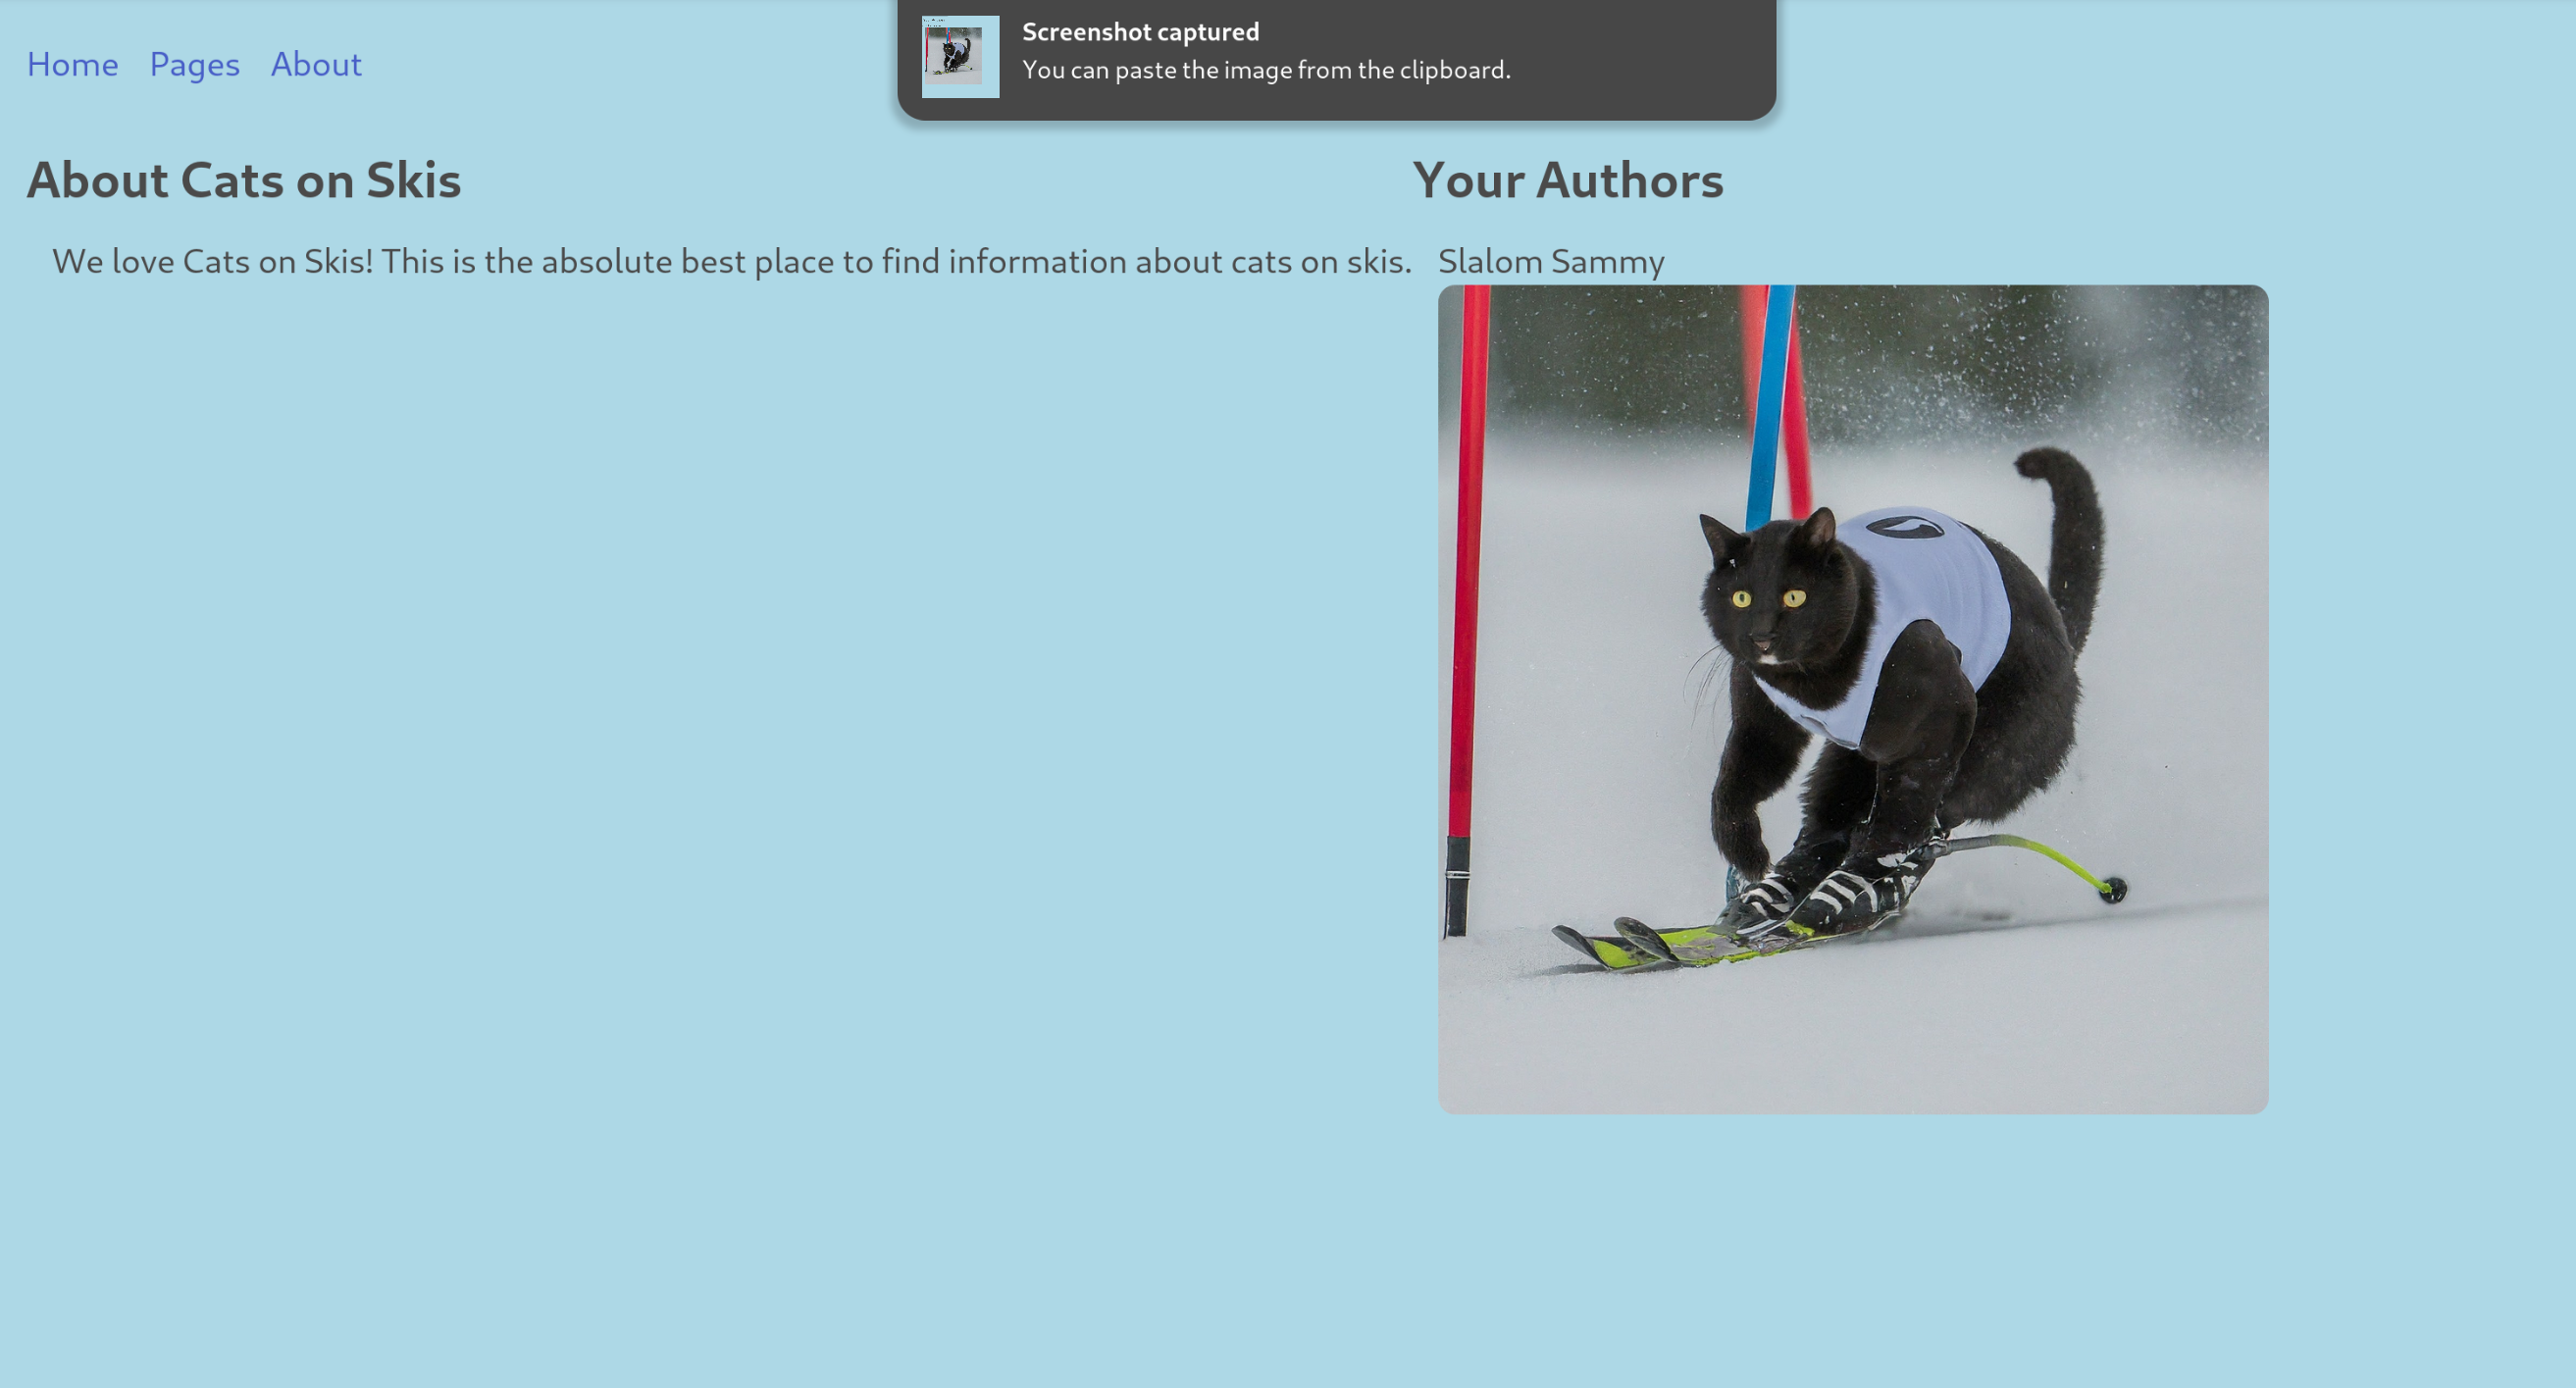 Screenshot captured
You can paste the image from the clipboard.
Home Pages About
About Cats on Skis
We love Cats on Skis! This is the absolute best place to find information about cats on skis.
Your Authors
Slalom Sammy